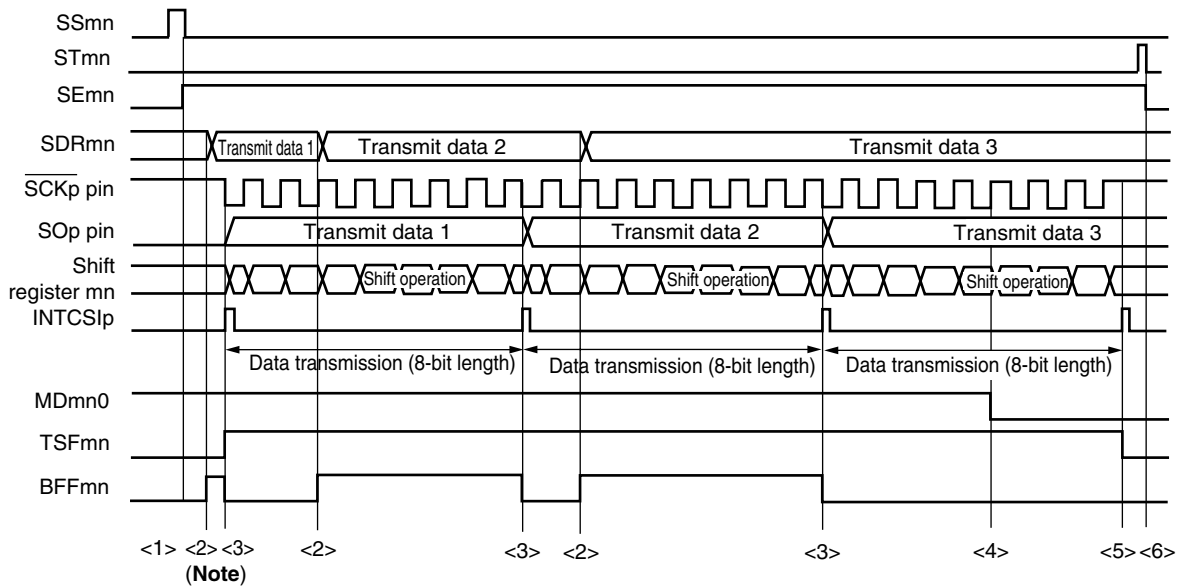 SSmn
STmn
SEmn
SDRmn Transmit data 1 Transmit data 2 Transmit data 3
SCKp pin
SOp pin Transmit data 1 Transmit data 2 Transmit data 3
Shift
register mn Shift operation Shift operation Shift operation
INTCSIp
Data transmission (8-bit length) Data transmission (8-bit length) Data transmission (8-bit length)
MDmn0
TSFmn
BFFmn
<1> <2> <3> <2> <3> <2> <3> <4> <5> <6>
(Note)